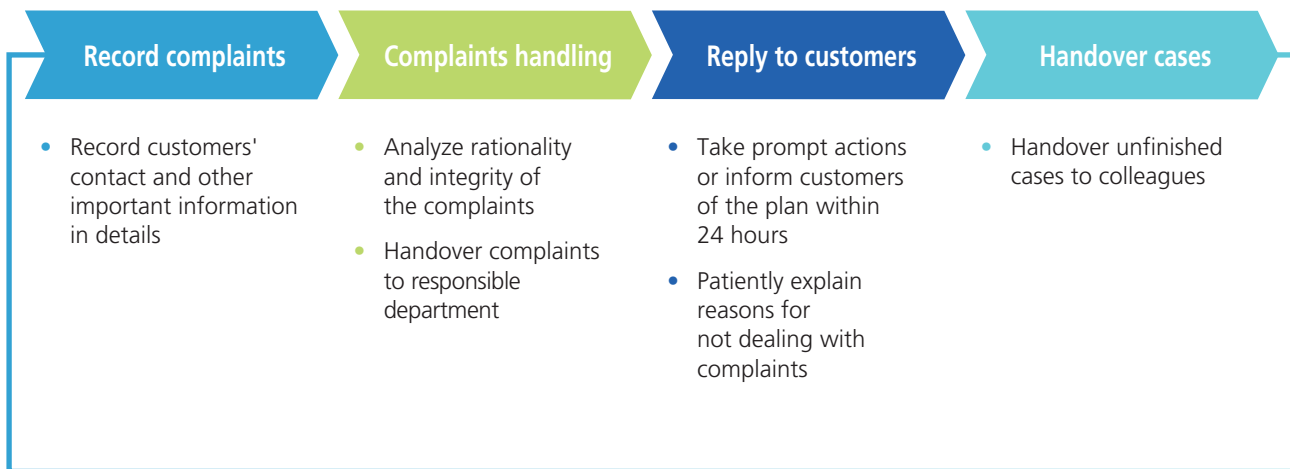 Record complaints
Complaints handling
Reply to customers
Handover cases
• Record customers'
contact and other
important information
in details
• Analyze rationality
and integrity of
the complaints
• Handover complaints
to responsible
department
• Take prompt actions
or inform customers
of the plan within
24 hours
• Patiently explain
reasons for
not dealing with
complaints
• Handover unfinished
cases to colleagues